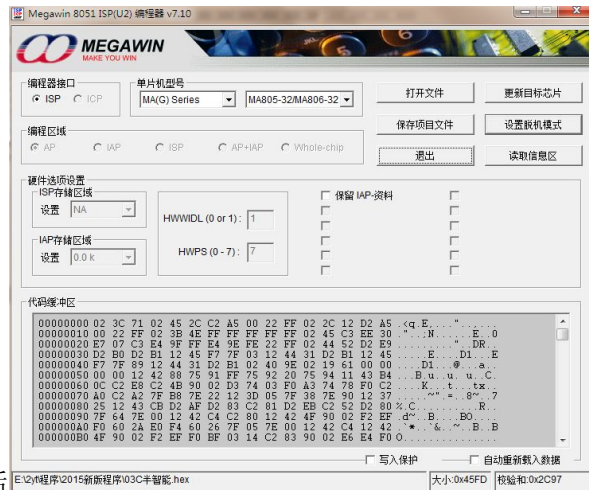 Megawin 8051 ISP(U2) 编程器 v7.10
MEGAWIN
MAKE YOU WIN
编程器接口
ISP ICP
单片机型号
MA(G) Series MA805-32/MA806-32
打开文件 更新目标芯片
编程区域
保存项目文件 设置脱机模式
AP IAP ISP AP+IAP Whole-chip
退出 读取信息区
硬件选项设置
ISP存储区域
设置 NA
HWWIDL (0 or 1): 1
保留 IAP-资料
IAP存储区域
设置 0.0 k
HWPS (0 - 7): 7
代码缓冲区
00000000 02 3C 71 02 45 2C C2 A5 00 22 FF 02 2C 12 D2 A5 .<q.E,...."..,...
00000010 00 22 FF 02 3B 4E FF FF FF FF FF 02 45 C3 EE 30 ."..;N......E..0
00000020 E7 07 C3 E4 9F FF E4 9E FE 22 FF 02 44 52 D2 E9 ........."..DR..
00000030 D2 B0 D2 B1 12 45 F7 7F 03 12 44 31 D2 B1 12 45 .....E....D1...E
00000040 F7 7F 89 12 44 31 D2 B1 02 40 9E 02 19 61 00 00 ....D1...@...a..
00000050 00 00 12 42 88 75 91 FF 75 92 20 75 94 11 43 B4 ...B.u..u. u..C.
00000060 0C C2 E8 C2 4B 90 02 D3 74 03 F0 A3 74 78 F0 C2 ....K...t...tx..
00000070 A0 C2 A2 7F B8 7E 22 12 3D 05 7F 38 7E 90 12 37 .....~".=..8~..7
00000080 25 12 43 CB D2 AF D2 83 C2 81 D2 EB C2 52 D2 80 %.C..........R..
00000090 7F 64 7E 00 12 42 C4 C2 80 12 42 4F 90 02 F2 EF .d~..B....BO....
000000A0 F0 60 2A E0 F4 60 26 7F 05 7E 00 12 42 C4 12 42 .`*..`&..~..B..B
000000B0 4F 90 02 F2 EF F0 BF 03 14 C2 83 90 02 E6 E4 F0 O...............
写入保护 自动重新载入数据
E:\2yt\程序\2015新版程序\03C半智能.hex 大小:0x45FD 校验和:0x2C97